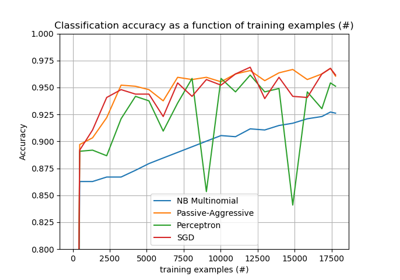 Classification accuracy as a function of training examples (#)
1.000
0.975
0.950
0.925
0.900
0.875
0.850
0.825
0.800
Accuracy
NB Multinomial
Passive-Aggressive
Perceptron
SGD
0 2500 5000 7500 10000 12500 15000 17500
training examples (#)